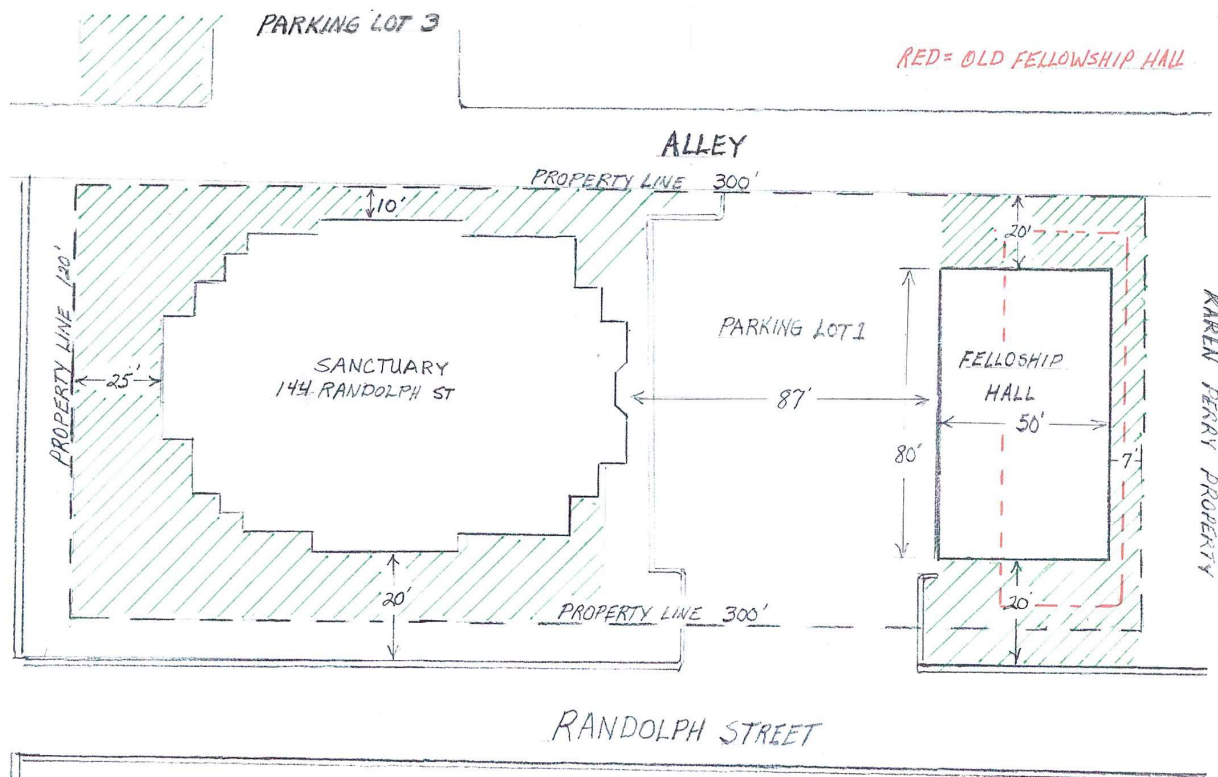 PARKING LOT 3
RED = OLD FELLOWSHIP HALL
ALLEY
PROPERTY LINE 300'
10'
20'
PROPERTY LINE 120'
PARKING LOT 1
SANCTUARY
144 RANDOLPH ST
25'
FELLOSHIP
HALL
87'
50'
80'
7'
KAREN PERRY PROPERTY
20'
20'
PROPERTY LINE 300'
RANDOLPH STREET